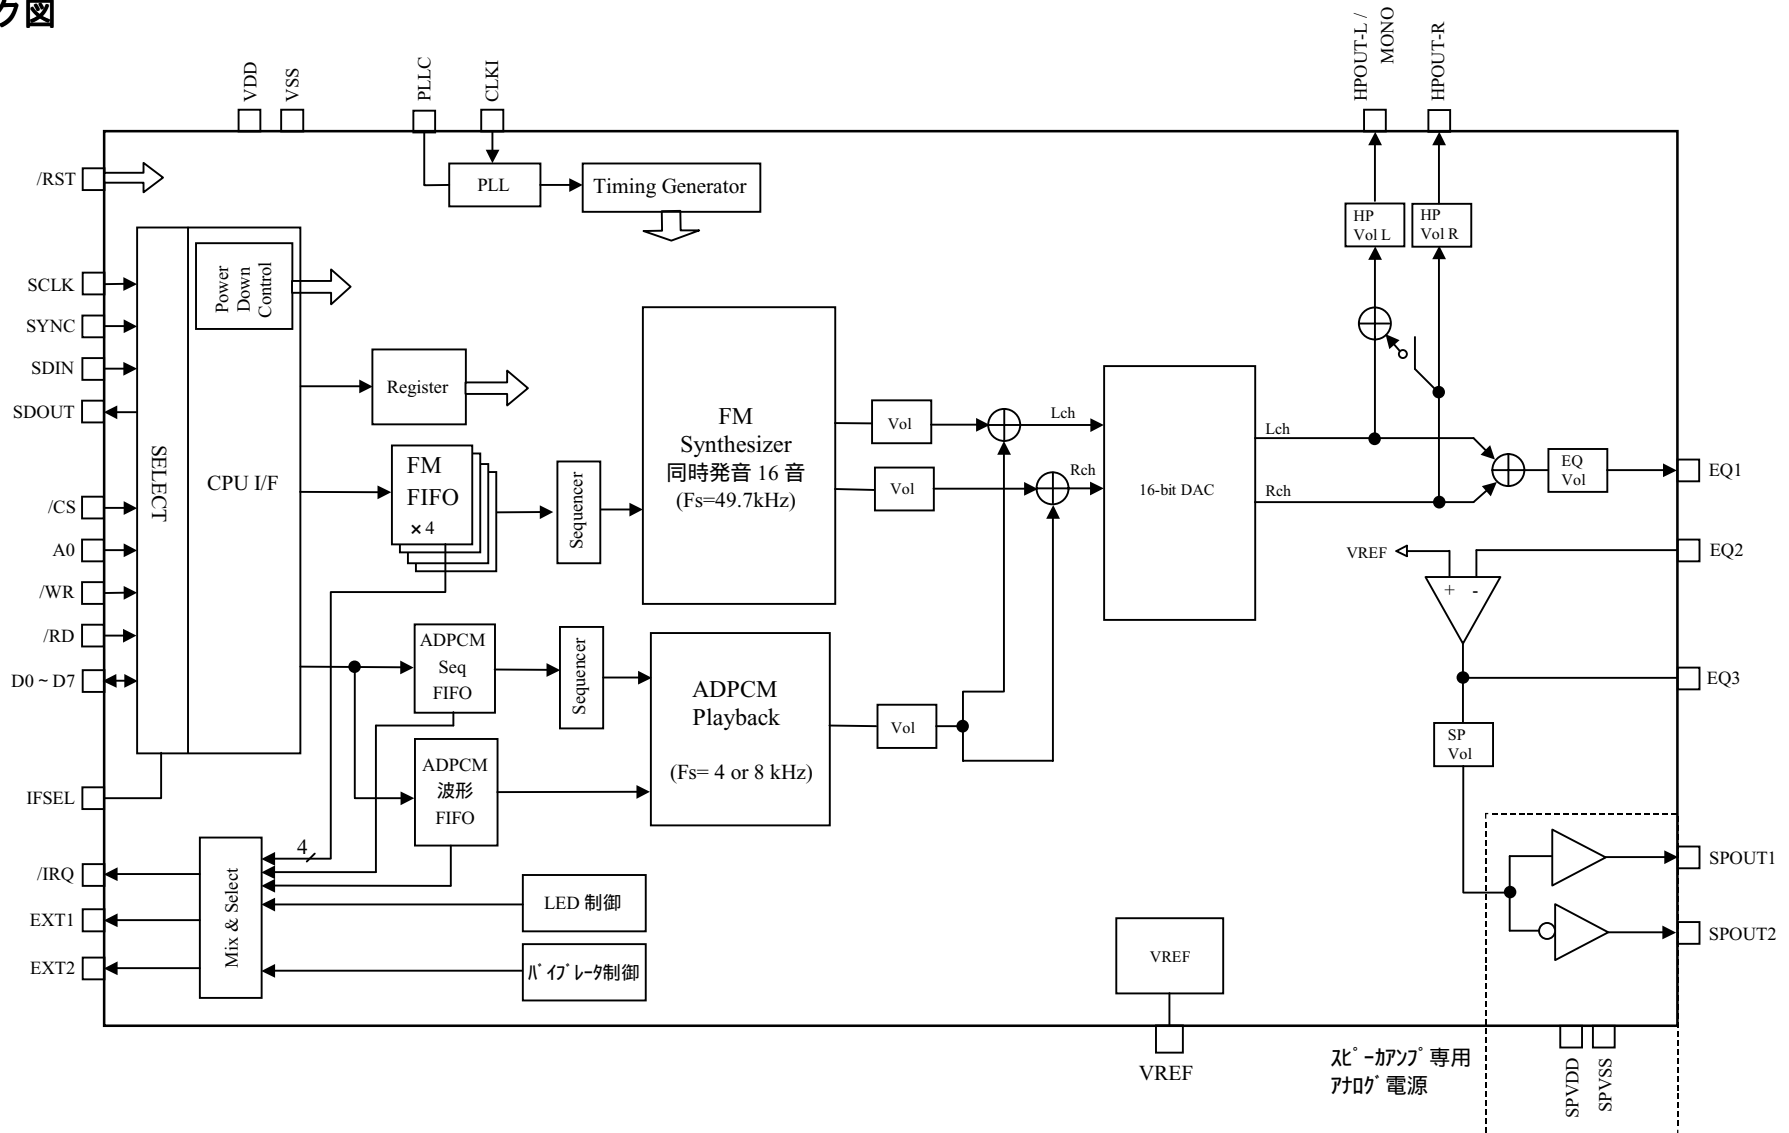 ク図
VDD
VSS
PLLC
CLKI
HPOUT-L /
MONO
HPOUT-R
/RST
PLL
Timing Generator
HP
Vol L
HP
Vol R
SCLK
SYNC
SDIN
SDOUT
/CS
A0
/WR
/RD
D0 ~ D7
IFSEL
/IRQ
EXT1
EXT2
SELECT
CPU I/F
Power
Down
Control
Register
FM
FIFO
×4
Sequencer
FM
Synthesizer
同時発音 16 音
(Fs=49.7kHz)
Vol
Vol
Lch
Rch
16-bit DAC
Lch
Rch
EQ
Vol
EQ1
EQ2
EQ3
VREF
+
-
SP
Vol
ADPCM
Seq
FIFO
Sequencer
ADPCM
Playback
(Fs= 4 or 8 kHz)
Vol
ADPCM
波形
FIFO
4
Mix & Select
LED 制御
ﾊﾞｲﾌﾞﾚｰﾀ制御
VREF
VREF
SPOUT1
SPOUT2
ｽﾋﾟｰｶｱﾝﾌﾟ専用
ｱﾅﾛｸﾞ電源
SPVDD
SPVSS